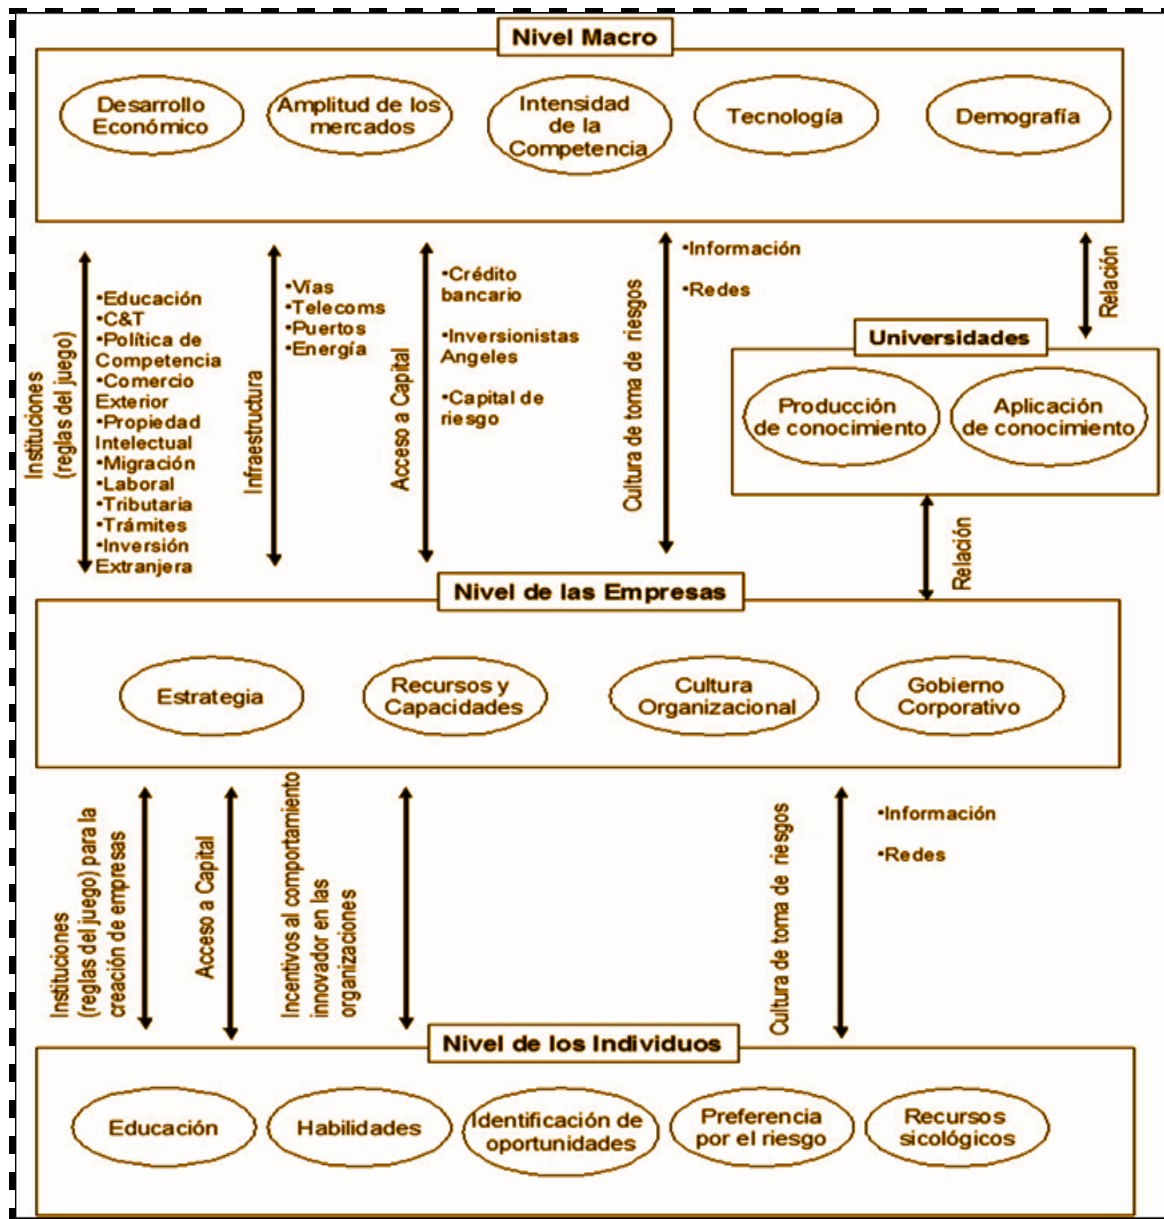 Nivel Macro
Desarrollo
Económico
Amplitud de los
mercados
Intensidad
de la
Competencia
Tecnología
Demografía
Instituciones
(reglas del juego)
•Educación
•C&T
•Política de
Competencia
•Comercio
Exterior
•Propiedad
Intelectual
•Migración
•Laboral
•Tributaria
•Trámites
•Inversión
Extranjera
Infraestructura
•Vías
•Telecoms
•Puertos
•Energía
Acceso a Capital
•Crédito
bancario
•Inversionistas
Angeles
•Capital de
riesgo
Cultura de toma de riesgos
•Información
•Redes
Relación
Universidades
Producción
de conocimiento
Aplicación
de conocimiento
Relación
Nivel de las Empresas
Estrategia
Recursos y
Capacidades
Cultura
Organizacional
Gobierno
Corporativo
Instituciones
(reglas del juego) para la
creación de empresas
Acceso a Capital
Incentivos al comportamiento
innovador en las
organizaciones
Cultura de toma de riesgos
•Información
•Redes
Nivel de los Individuos
Educación
Habilidades
Identificación de
oportunidades
Preferencia
por el riesgo
Recursos
sicológicos